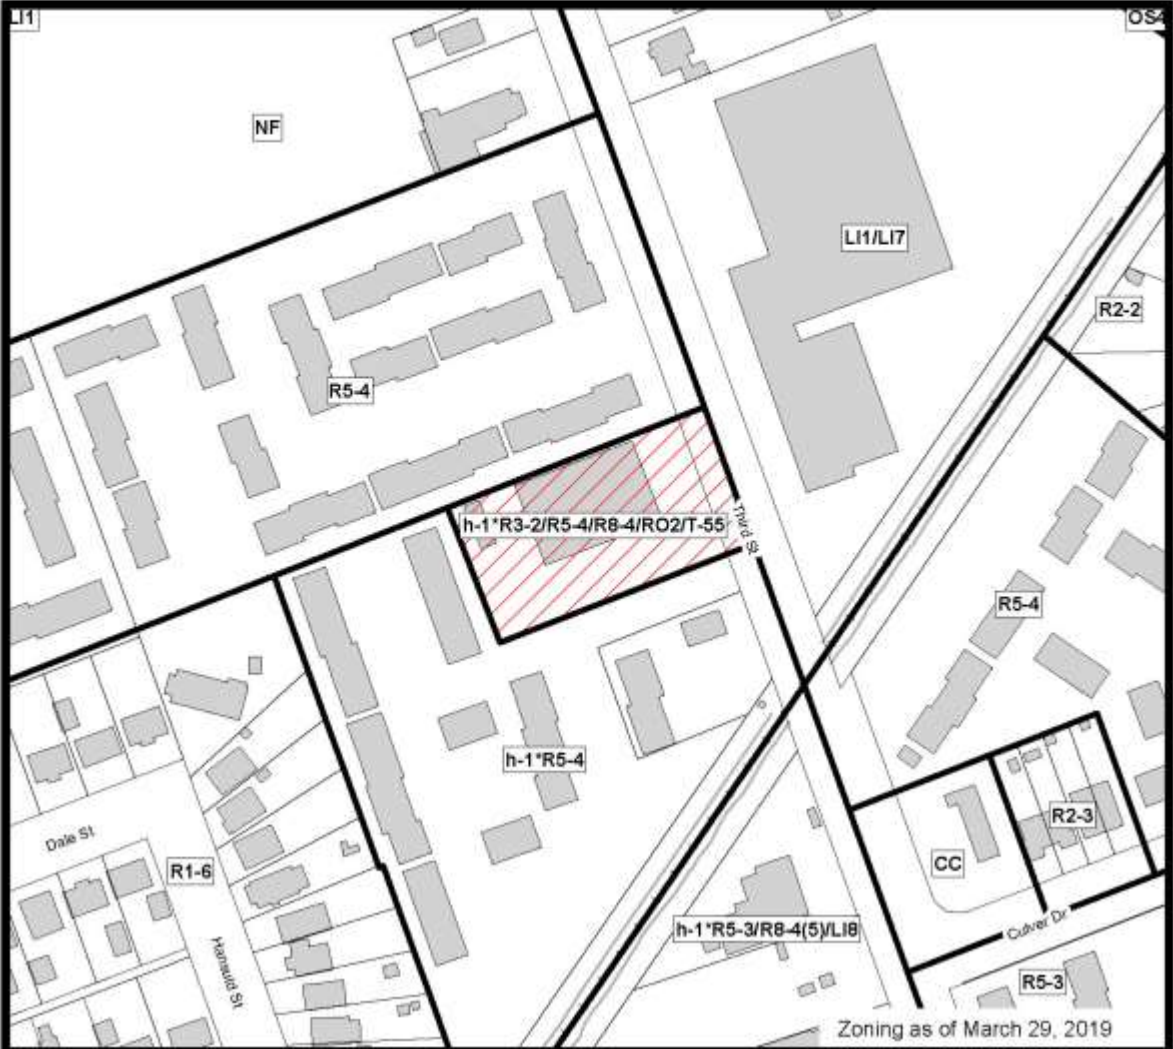 LI1
OS4
NF
LI1/LI7
R2-2
R5-4
h-1*R3-2/R5-4/R8-4/RO2/T-55
Third St
R5-4
h-1*R5-4
Dale St
R1-6
R2-3
CC
h-1*R5-3/R8-4(5)/LI8
Culver Dr
Hansuld St
R5-3
Zoning as of March 29, 2019